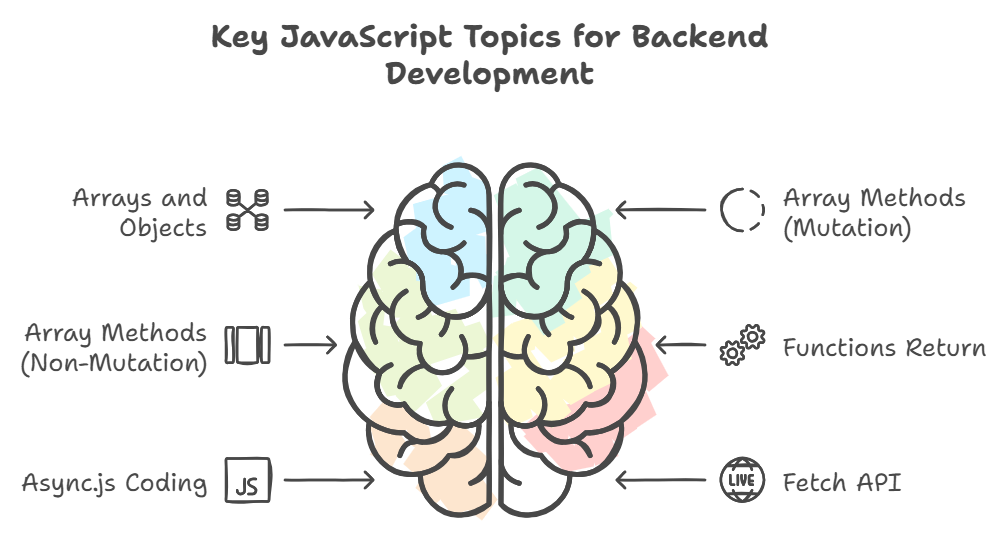 Key JavaScript Topics for Backend
Development
Arrays and
Objects
Array Methods
(Mutation)
Array Methods
(Non-Mutation)
Functions Return
Async.js Coding
JS
LIVE
Fetch API